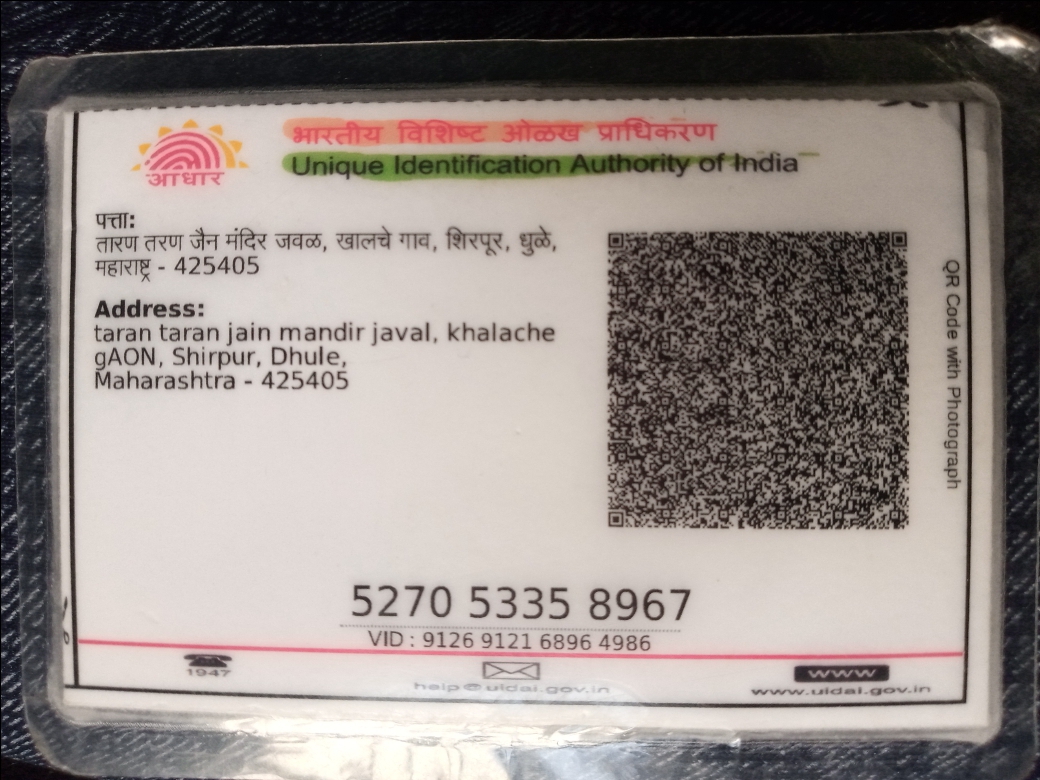 भारतीय विशिष्ट ओळख प्राधिकरण
Unique Identification Authority of India
आधार
पत्ता:
तारण तरण जैन मंदिर जवळ, खालचे गाव, शिरपूर, धुळे,
महाराष्ट्र - 425405
Address:
taran taran jain mandir javal, khalache
gAON, Shirpur, Dhule,
Maharashtra - 425405
QR Code with Photograph
5270 5335 8967
VID : 9126 9121 6896 4986
1947
help@uidai.gov.in
www
www.uidai.gov.in